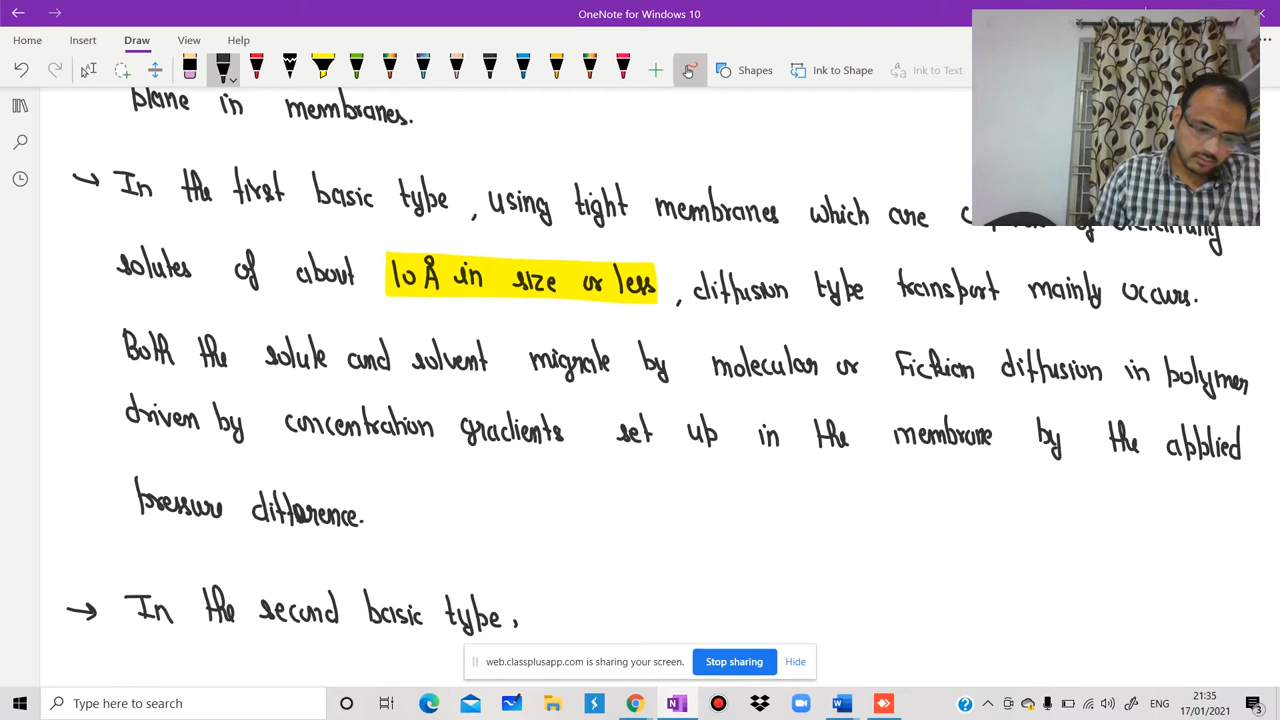 OneNote for Windows 10
Home Insert Draw View Help
Shapes Ink to Shape Ink to Text
plane in membranes.
→ In the first basic type, using tight membranes which are
solutes of about 10 Å in size or less, diffusion type transport mainly occurs.
Both the solute and solvent migrate by molecular or Fickian diffusion in polymer,
driven by concentration gradients set up in the membrane by the applied
pressure difference.
→ In the second basic type,
web.classplusapp.com is sharing your screen. Stop sharing Hide
Type here to search
ENG
21:35
17/01/2021
3